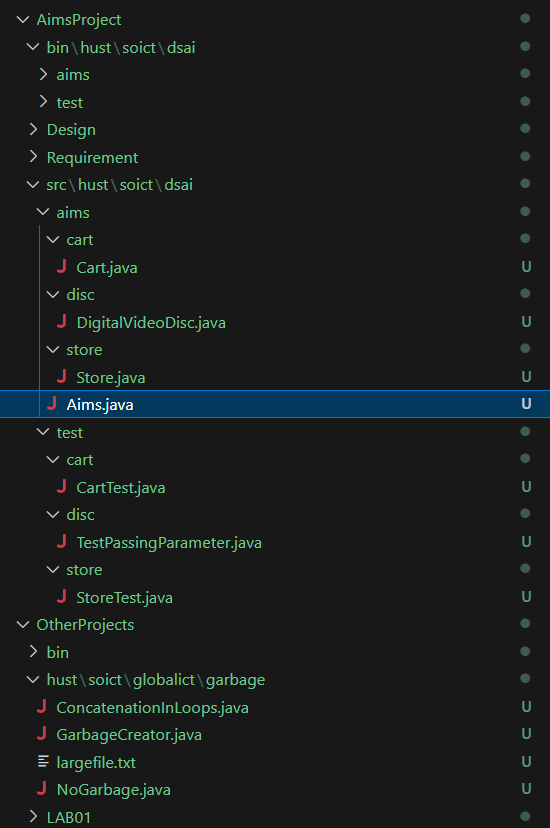 AimsProject
bin\hust\soict\dsai
aims
test
Design
Requirement
src\hust\soict\dsai
aims
cart
J Cart.java U
disc
J DigitalVideoDisc.java U
store
J Store.java U
J Aims.java U
test
cart
J CartTest.java U
disc
J TestPassingParameter.java U
store
J StoreTest.java U
OtherProjects
bin
hust\soict\globalict\garbage
J ConcatenationInLoops.java U
J GarbageCreator.java U
largefile.txt U
J NoGarbage.java U
LAB01